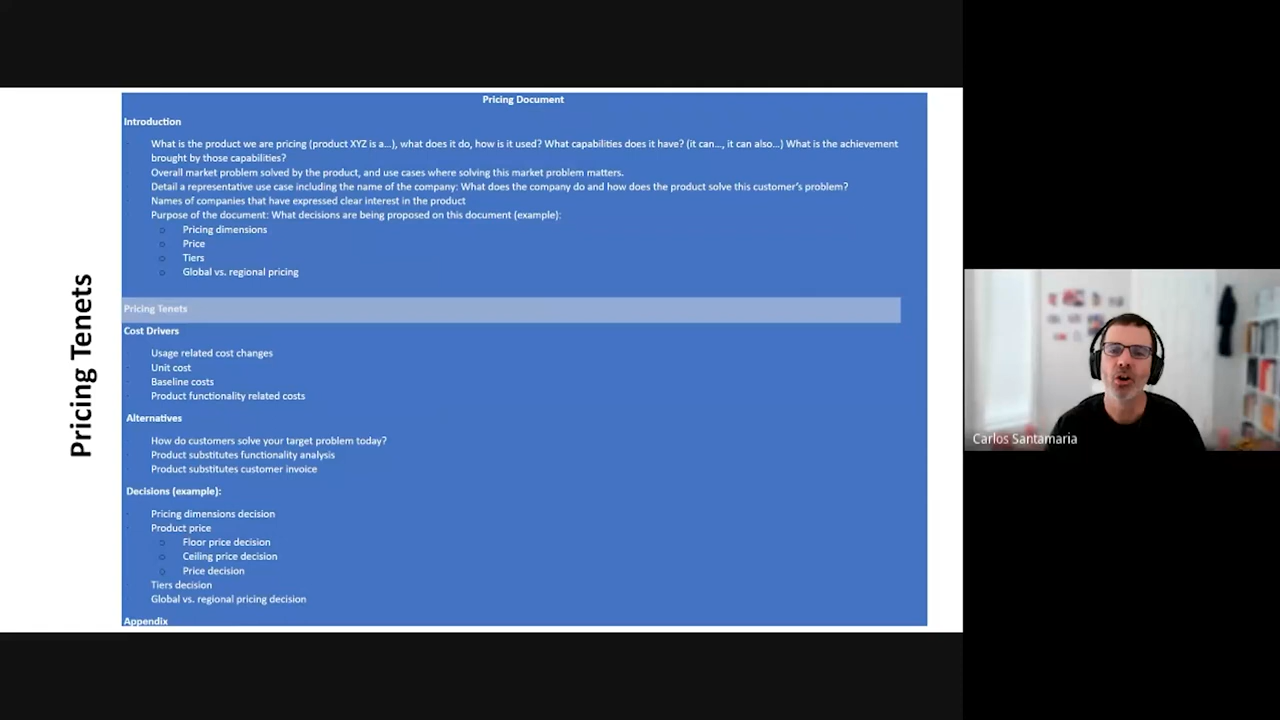 Pricing Tenets
Pricing Document
Introduction
What is the product we are pricing (product XYZ is a...), what does it do, how is it used? What capabilities does it have? (it can..., it can also...) What is the achievement
brought by those capabilities?
Overall market problem solved by the product, and use cases where solving this market problem matters.
Detail a representative use case including the name of the company: What does the company do and how does the product solve this customer's problem?
Names of companies that have expressed clear interest in the product
Purpose of the document: What decisions are being proposed on this document (example):
Pricing dimensions
Price
Tiers
Global vs. regional pricing
Pricing Tenets
Cost Drivers
Usage related cost changes
Unit cost
Baseline costs
Product functionality related costs
Alternatives
How do customers solve your target problem today?
Product substitutes functionality analysis
Product substitutes customer invoice
Decisions (example):
Pricing dimensions decision
Product price
Floor price decision
Ceiling price decision
Price decision
Tiers decision
Global vs. regional pricing decision
Appendix
Carlos Santamaria